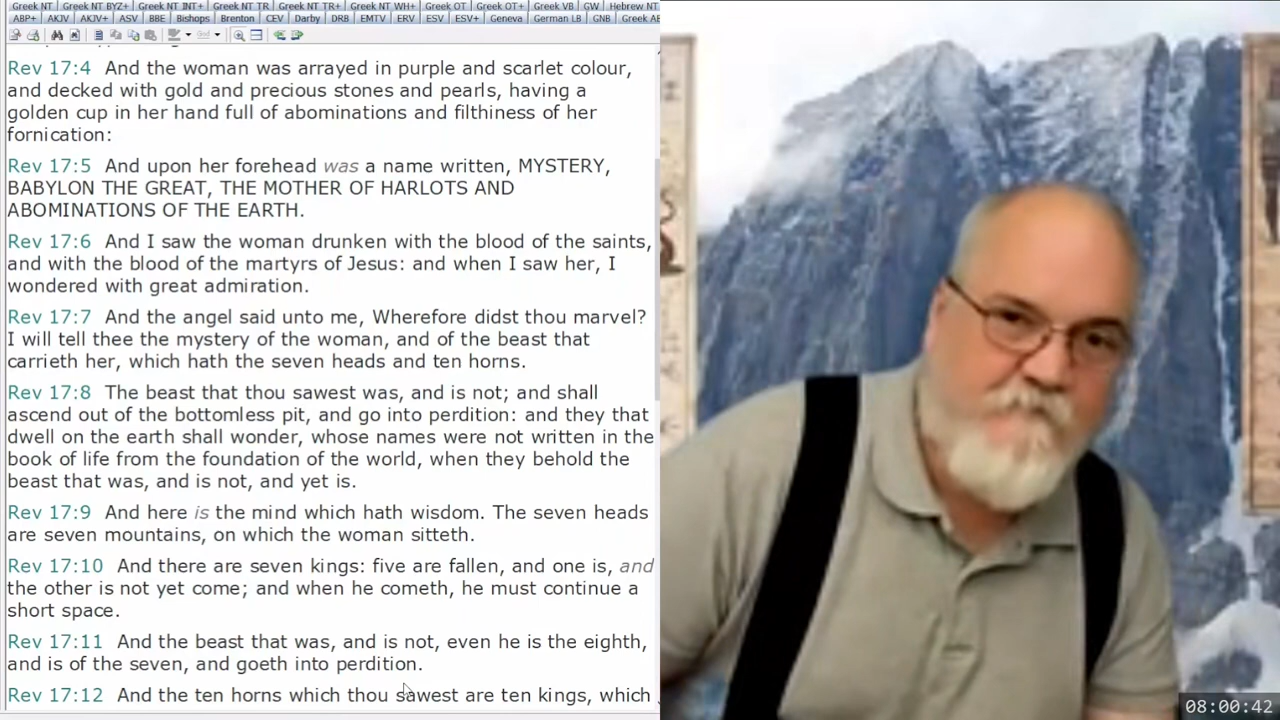 Greek NT Greek NT BYZ+ Greek NT INT+ Greek NT TR Greek NT TR+ Greek NT WH+ Greek OT Greek OT+ Greek VB GW Hebrew NT
ABP+ AKJV AKJV+ ASV BBE Bishops Brenton CEV Darby DRB EMTV ERV ESV ESV+ Geneva German LB GNB Greek AB
Rev 17:4 And the woman was arrayed in purple and scarlet colour,
and decked with gold and precious stones and pearls, having a
golden cup in her hand full of abominations and filthiness of her
fornication:
Rev 17:5 And upon her forehead was a name written, MYSTERY,
BABYLON THE GREAT, THE MOTHER OF HARLOTS AND
ABOMINATIONS OF THE EARTH.
Rev 17:6 And I saw the woman drunken with the blood of the saints,
and with the blood of the martyrs of Jesus: and when I saw her, I
wondered with great admiration.
Rev 17:7 And the angel said unto me, Wherefore didst thou marvel?
I will tell thee the mystery of the woman, and of the beast that
carrieth her, which hath the seven heads and ten horns.
Rev 17:8 The beast that thou sawest was, and is not; and shall
ascend out of the bottomless pit, and go into perdition: and they that
dwell on the earth shall wonder, whose names were not written in the
book of life from the foundation of the world, when they behold the
beast that was, and is not, and yet is.
Rev 17:9 And here is the mind which hath wisdom. The seven heads
are seven mountains, on which the woman sitteth.
Rev 17:10 And there are seven kings: five are fallen, and one is, and
the other is not yet come; and when he cometh, he must continue a
short space.
Rev 17:11 And the beast that was, and is not, even he is the eighth,
and is of the seven, and goeth into perdition.
Rev 17:12 And the ten horns which thou sawest are ten kings, which
08:00:42